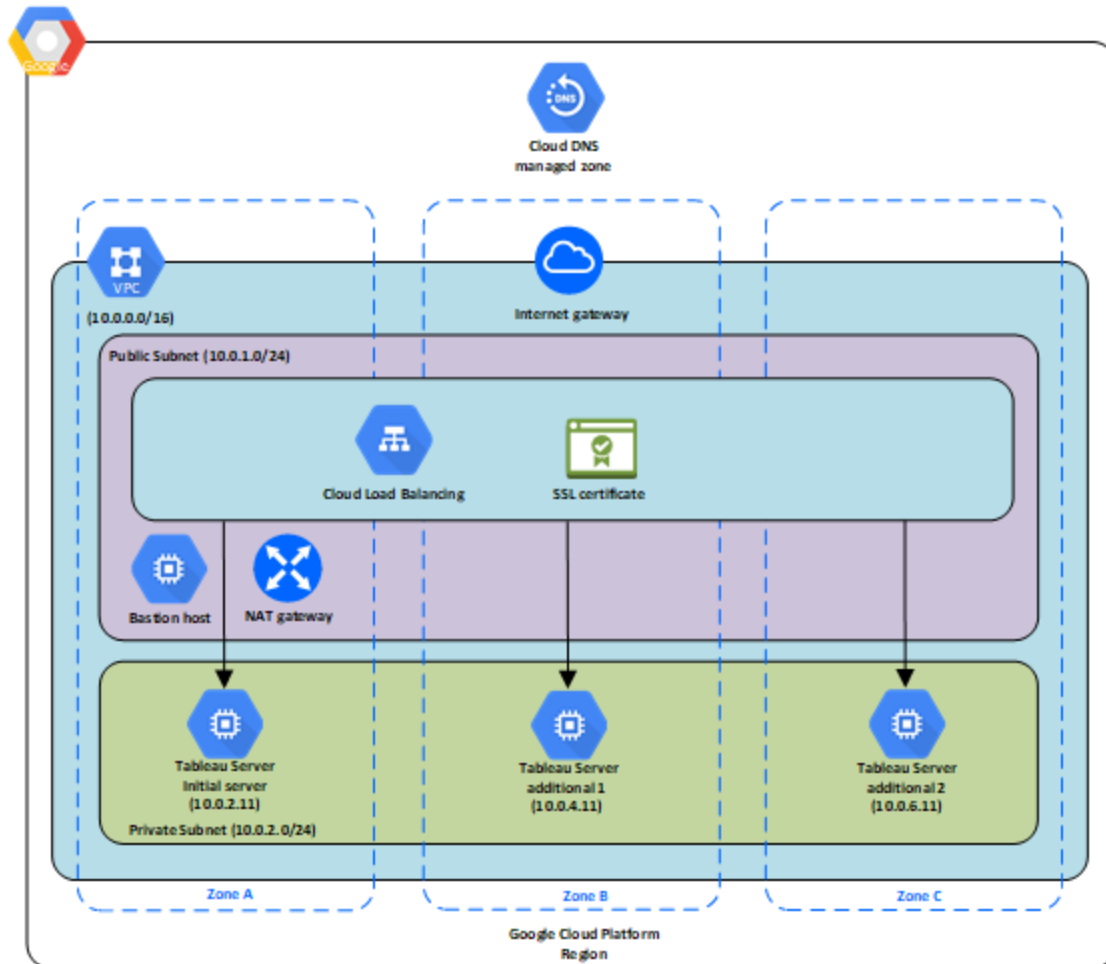 Google
DNS
Cloud DNS
managed zone
VPC
(10.0.0.0/16)
Internet gateway
Public Subnet (10.0.1.0/24)
Cloud Load Balancing
SSL certificate
Bastion host
NAT gateway
Tableau Server
Initial server
(10.0.2.11)
Tableau Server
additional 1
(10.0.4.11)
Tableau Server
additional 2
(10.0.6.11)
Private Subnet (10.0.2.0/24)
Zone A
Zone B
Zone C
Google Cloud Platform
Region